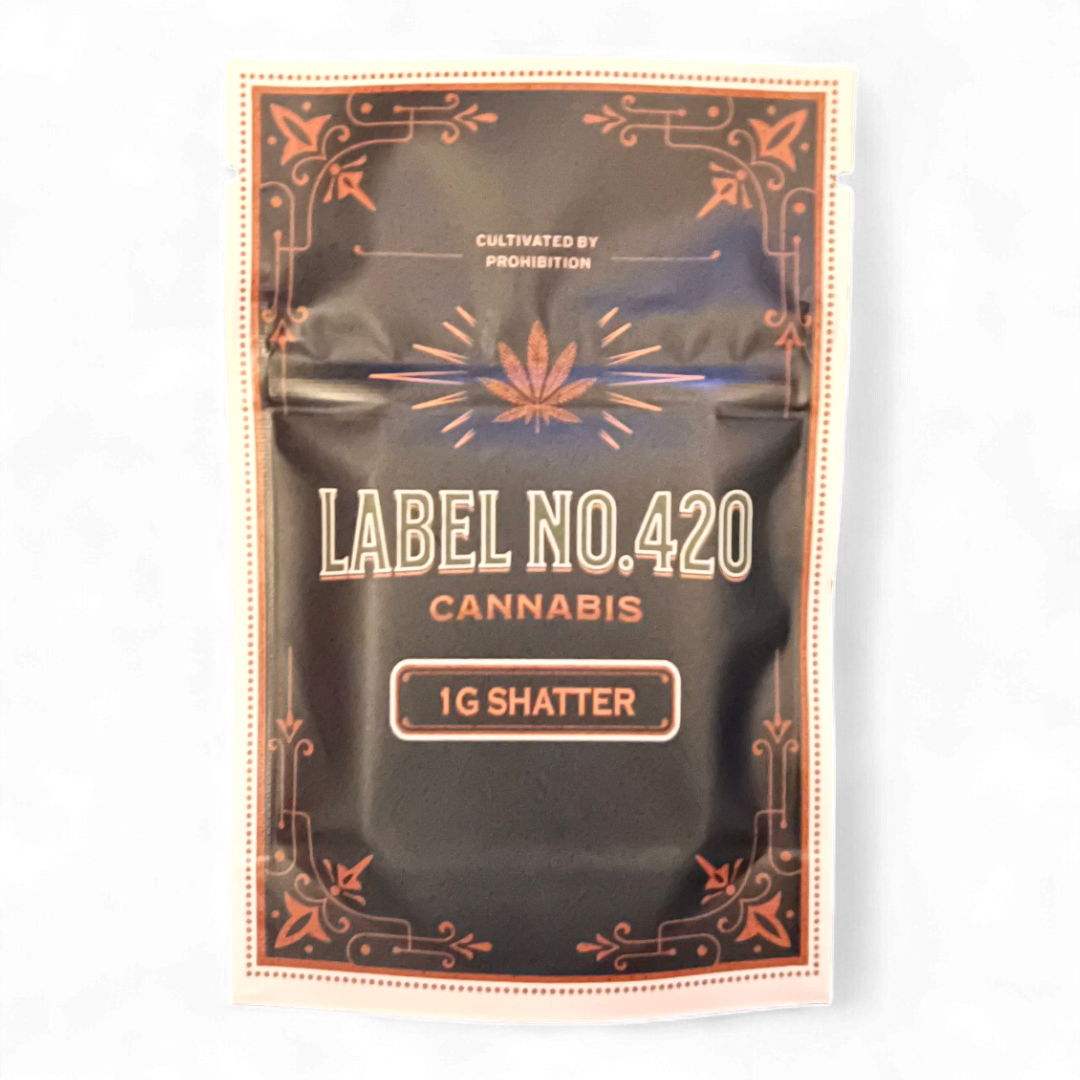 CULTIVATED BY
PROHIBITION
LABEL NO.420
CANNABIS
1G SHATTER